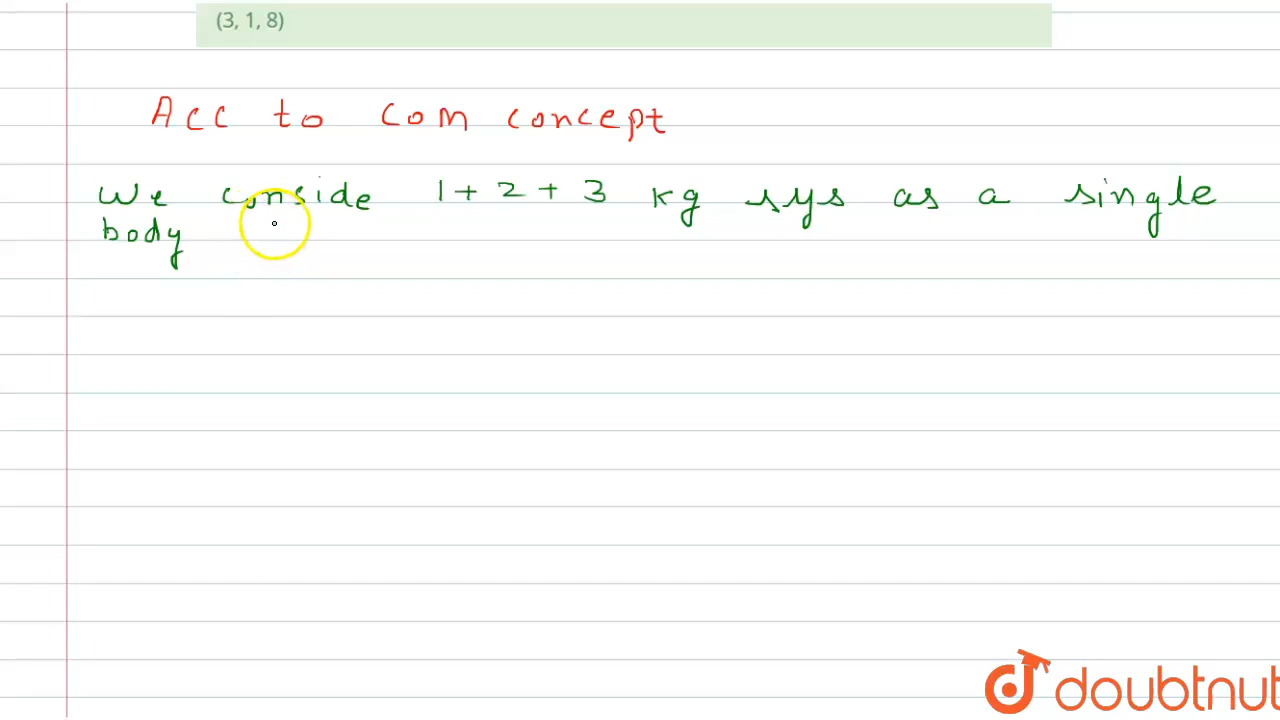 (3, 1, 8)
Acc to com concept
We conside 1 + 2 + 3 kg sys as a single
body
doubtnut